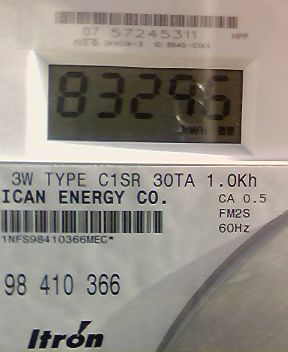 07 57245311 HPP
83295
kWH
3W TYPE C1SR 30TA 1.0Kh
ICAN ENERGY CO. CA 0.5
FM2S
60Hz
1NFS98410366MEC*
98 410 366
Itron